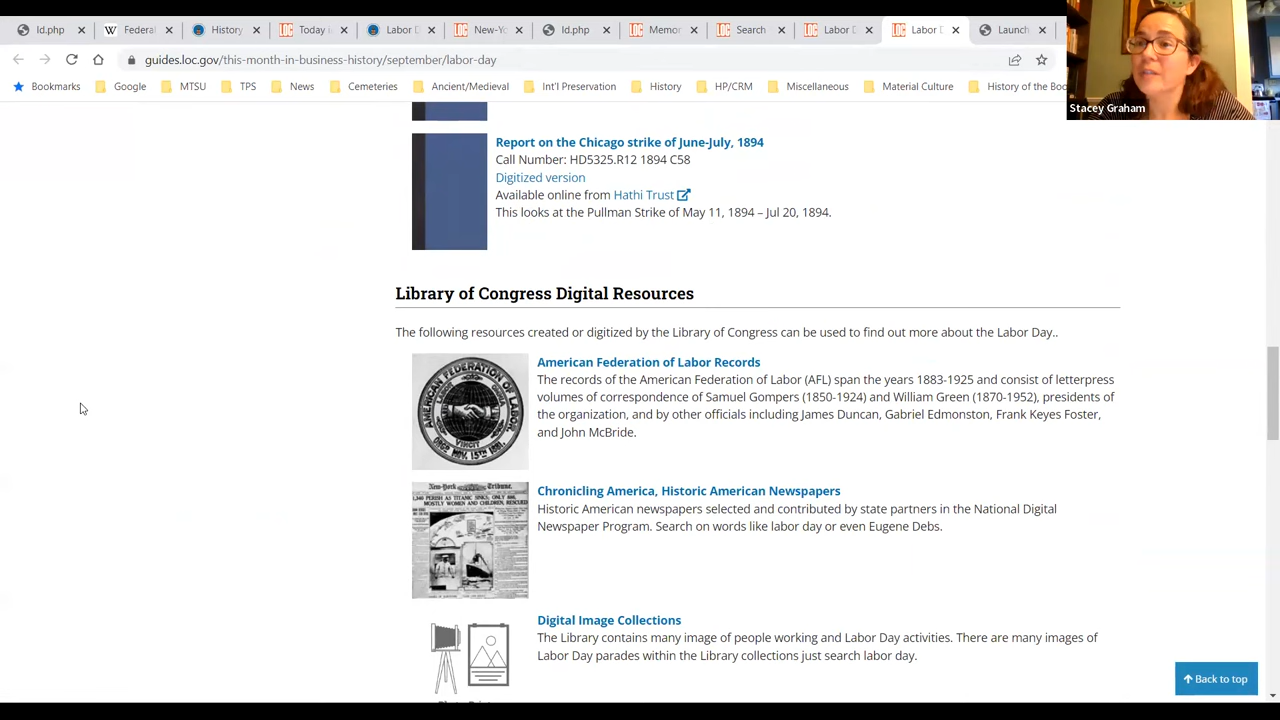 Id.php
Federal
History
Today i
Labor D
New-Yo
Id.php
Memo
Search
Labor D
Labor D
Launch
guides.loc.gov/this-month-in-business-history/september/labor-day
Bookmarks
Google
MTSU
TPS
News
Cemeteries
Ancient/Medieval
Int'l Preservation
History
HP/CRM
Miscellaneous
Material Culture
History of the Boo
Stacey Graham
Report on the Chicago strike of June-July, 1894
Call Number: HD5325.R12 1894 C58
Digitized version
Available online from Hathi Trust
This looks at the Pullman Strike of May 11, 1894 – Jul 20, 1894.
Library of Congress Digital Resources
The following resources created or digitized by the Library of Congress can be used to find out more about the Labor Day..
AMERICAN FEDERATION OF LABOR
American Federation of Labor Records
The records of the American Federation of Labor (AFL) span the years 1883-1925 and consist of letterpress
volumes of correspondence of Samuel Gompers (1850-1924) and William Green (1870-1952), presidents of
the organization, and by other officials including James Duncan, Gabriel Edmonston, Frank Keyes Foster,
and John McBride.
New-York Tribune
Chronicling America, Historic American Newspapers
Historic American newspapers selected and contributed by state partners in the National Digital
Newspaper Program. Search on words like labor day or even Eugene Debs.
Digital Image Collections
The Library contains many image of people working and Labor Day activities. There are many images of
Labor Day parades within the Library collections just search labor day.
Back to top